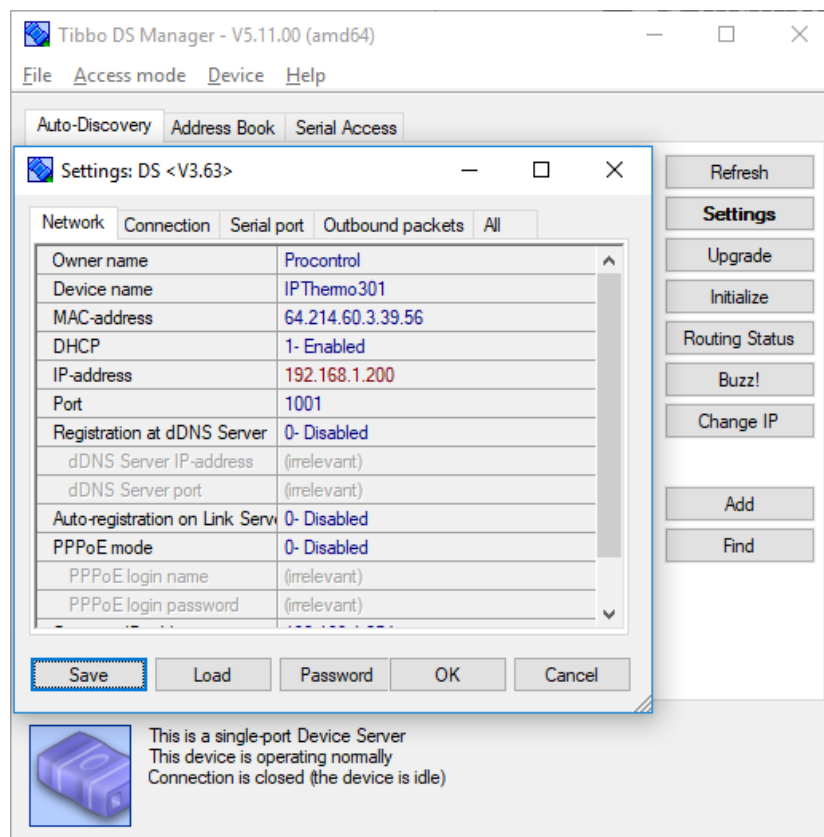 Tibbo DS Manager - V5.11.00 (amd64)
File Access mode Device Help
Auto-Discovery Address Book Serial Access
Settings: DS <V3.63>
Network Connection Serial port Outbound packets All
Owner name Procontrol
Device name IPThermo301
MAC-address 64.214.60.3.39.56
DHCP 1- Enabled
IP-address 192.168.1.200
Port 1001
Registration at dDNS Server 0- Disabled
dDNS Server IP-address (irrelevant)
dDNS Server port (irrelevant)
Auto-registration on Link Serv 0- Disabled
PPPoE mode 0- Disabled
PPPoE login name (irrelevant)
PPPoE login password (irrelevant)
Save Load Password OK Cancel
Refresh
Settings
Upgrade
Initialize
Routing Status
Buzz!
Change IP
Add
Find
This is a single-port Device Server
This device is operating normally
Connection is closed (the device is idle)